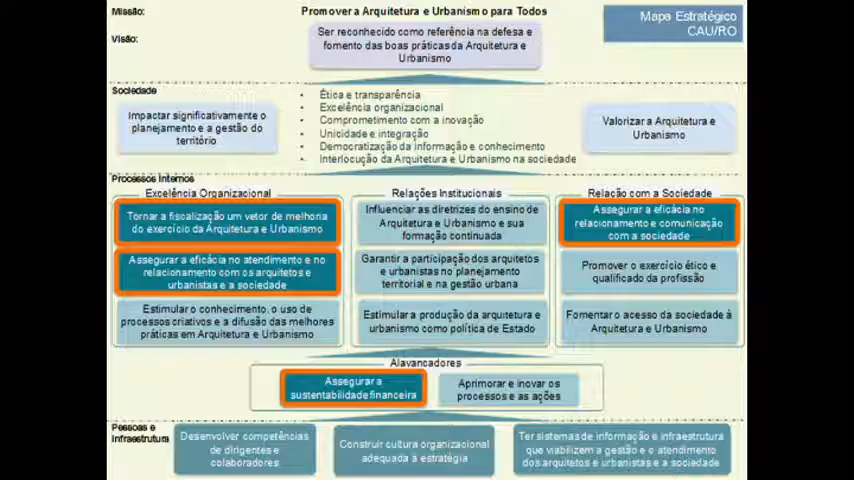 Missão:
Promover a Arquitetura e Urbanismo para Todos
Mapa Estratégico
CAU/RO
Visão:
Ser reconhecido como referência na defesa e
fomento das boas práticas da Arquitetura e
Urbanismo
Sociedade
Impactar significativamente o
planejamento e a gestão do
território
• Ética e transparência
• Excelência organizacional
• Comprometimento com a inovação
• Unicidade e integração
• Democratização da informação e conhecimento
• Interlocução da Arquitetura e Urbanismo na sociedade
Valorizar a Arquitetura e
Urbanismo
Processos Internos
Excelência Organizacional
Tornar a fiscalização um vetor de melhoria
do exercício da Arquitetura e Urbanismo
Assegurar a eficácia no atendimento e no
relacionamento com os arquitetos e
urbanistas e a sociedade
Estimular o conhecimento, o uso de
processos criativos e a difusão das melhores
práticas em Arquitetura e Urbanismo
Relações Institucionais
Influenciar as diretrizes do ensino de
Arquitetura e Urbanismo e sua
formação continuada
Garantir a participação dos arquitetos
e urbanistas no planejamento
territorial e na gestão urbana
Estimular a produção da arquitetura e
urbanismo como política de Estado
Relação com a Sociedade
Assegurar a eficácia no
relacionamento e comunicação
com a sociedade
Promover o exercício ético e
qualificado da profissão
Fomentar o acesso da sociedade à
Arquitetura e Urbanismo
Alavancadores
Assegurar a
sustentabilidade financeira
Aprimorar e inovar os
processos e as ações
Pessoas e
Infraestrutura
Desenvolver competências
de dirigentes e
colaboradores
Construir cultura organizacional
adequada à estratégia
Ter sistemas de informação e infraestrutura
que viabilizem a gestão e o atendimento
dos arquitetos e urbanistas e a sociedade